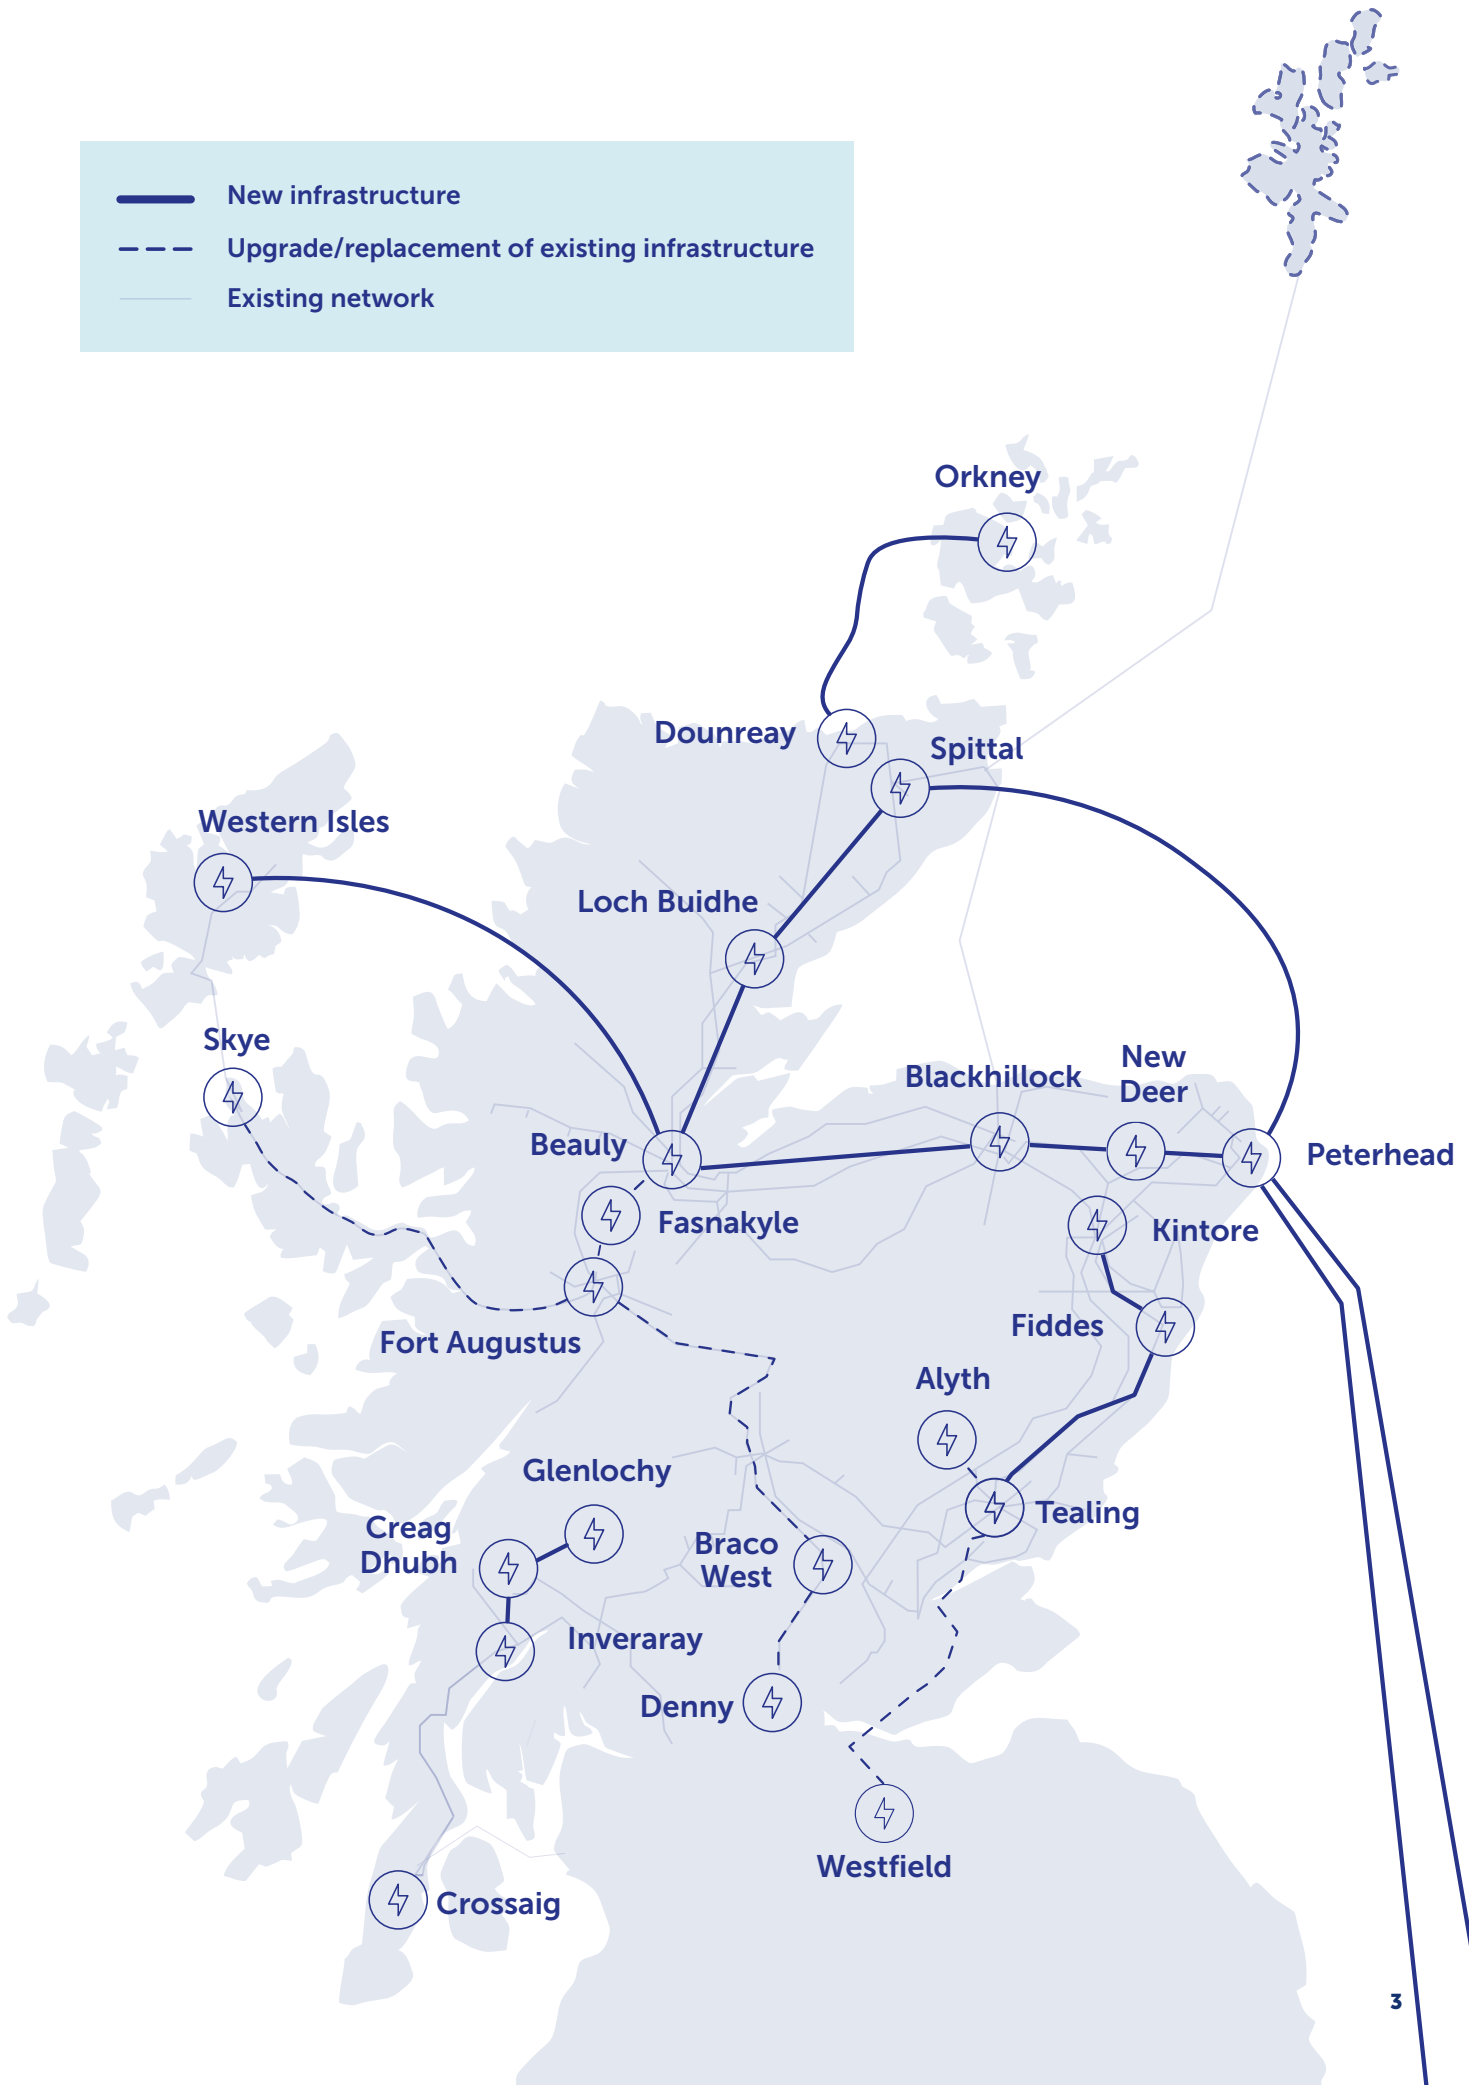 New infrastructure
Upgrade/replacement of existing infrastructure
Existing network
Orkney
Dounreay
Spittal
Western Isles
Loch Buidhe
Skye
New
Deer
Blackhillock
Beauly
Peterhead
Fasnakyle
Kintore
Fiddes
Fort Augustus
Alyth
Glenlochy
Tealing
Creag
Dhubh
Braco
West
Inveraray
Denny
Westfield
Crossaig
3